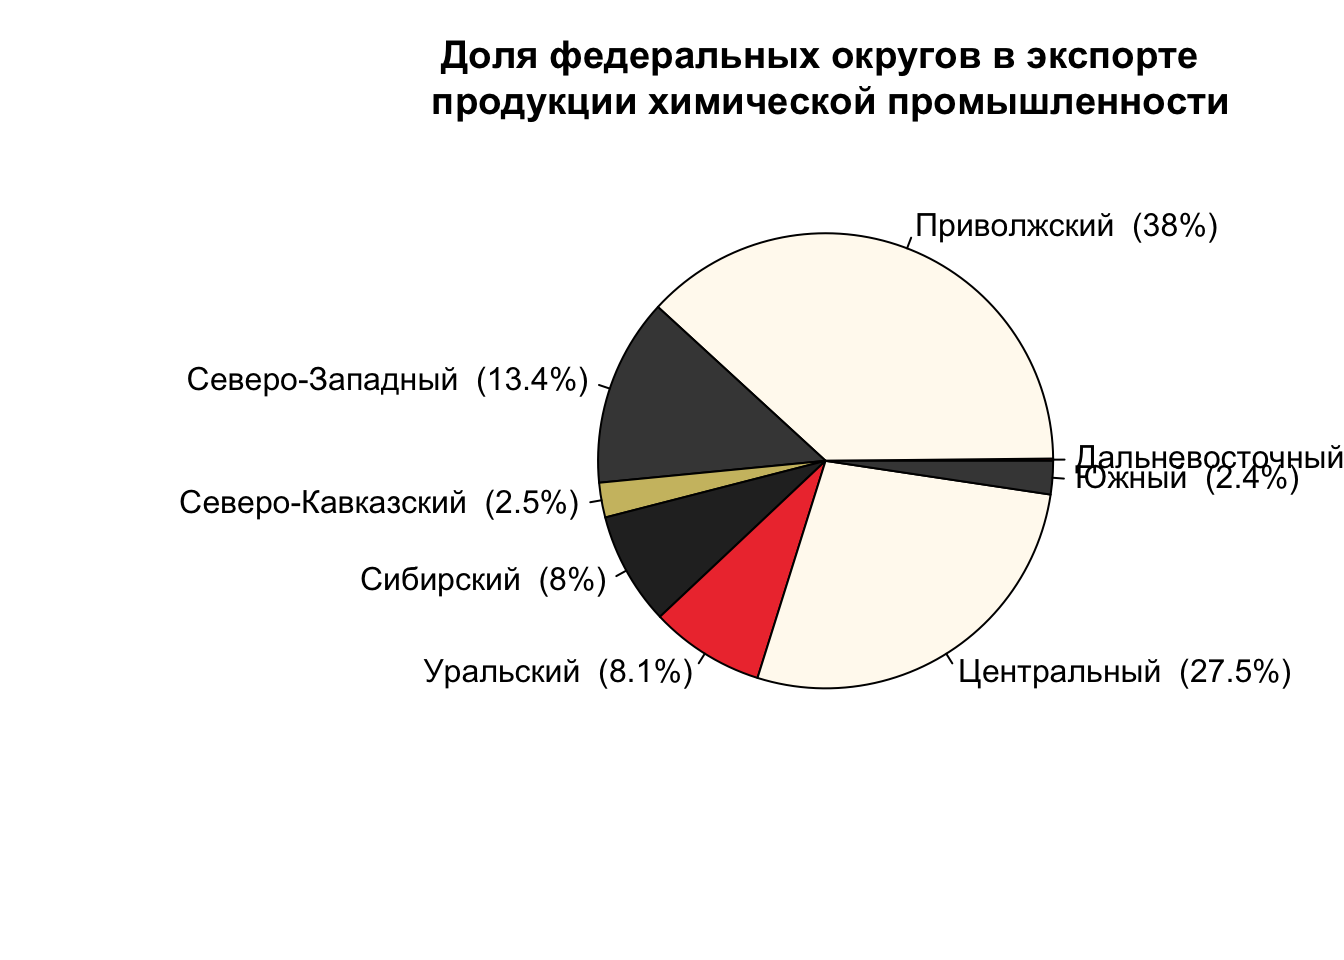 Доля федеральных округов в экспорте
продукции химической промышленности
Приволжский (38%)
Северо-Западный (13.4%)
Дальневосточный
Южный (2.4%)
Северо-Кавказский (2.5%)
Сибирский (8%)
Уральский (8.1%)
Центральный (27.5%)